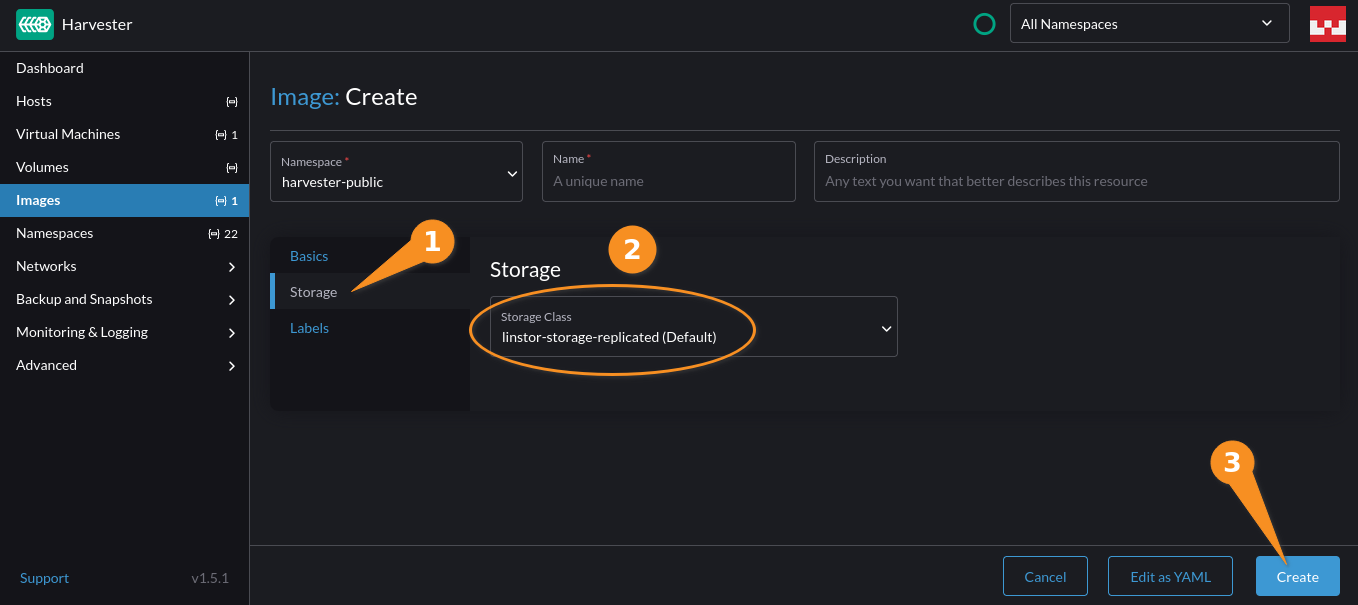 Harvester
All Namespaces
Dashboard
Hosts
Virtual Machines 1
Volumes
Images 1
Namespaces 22
Networks
Backup and Snapshots
Monitoring & Logging
Advanced
Support v1.5.1
Image: Create
Namespace *
harvester-public
Name *
A unique name
Description
Any text you want that better describes this resource
Basics
Storage
Labels
1
2
Storage
Storage Class
linstor-storage-replicated (Default)
3
Cancel
Edit as YAML
Create